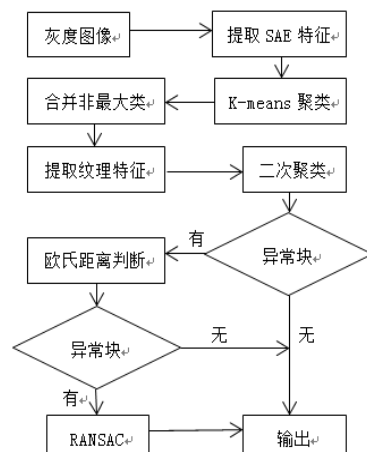 灰度图像
提取 SAE 特征
合并非最大类
K-means 聚类
提取纹理特征
二次聚类
有
异常块
欧氏距离判断
异常块
无
无
有
RANSAC
输出